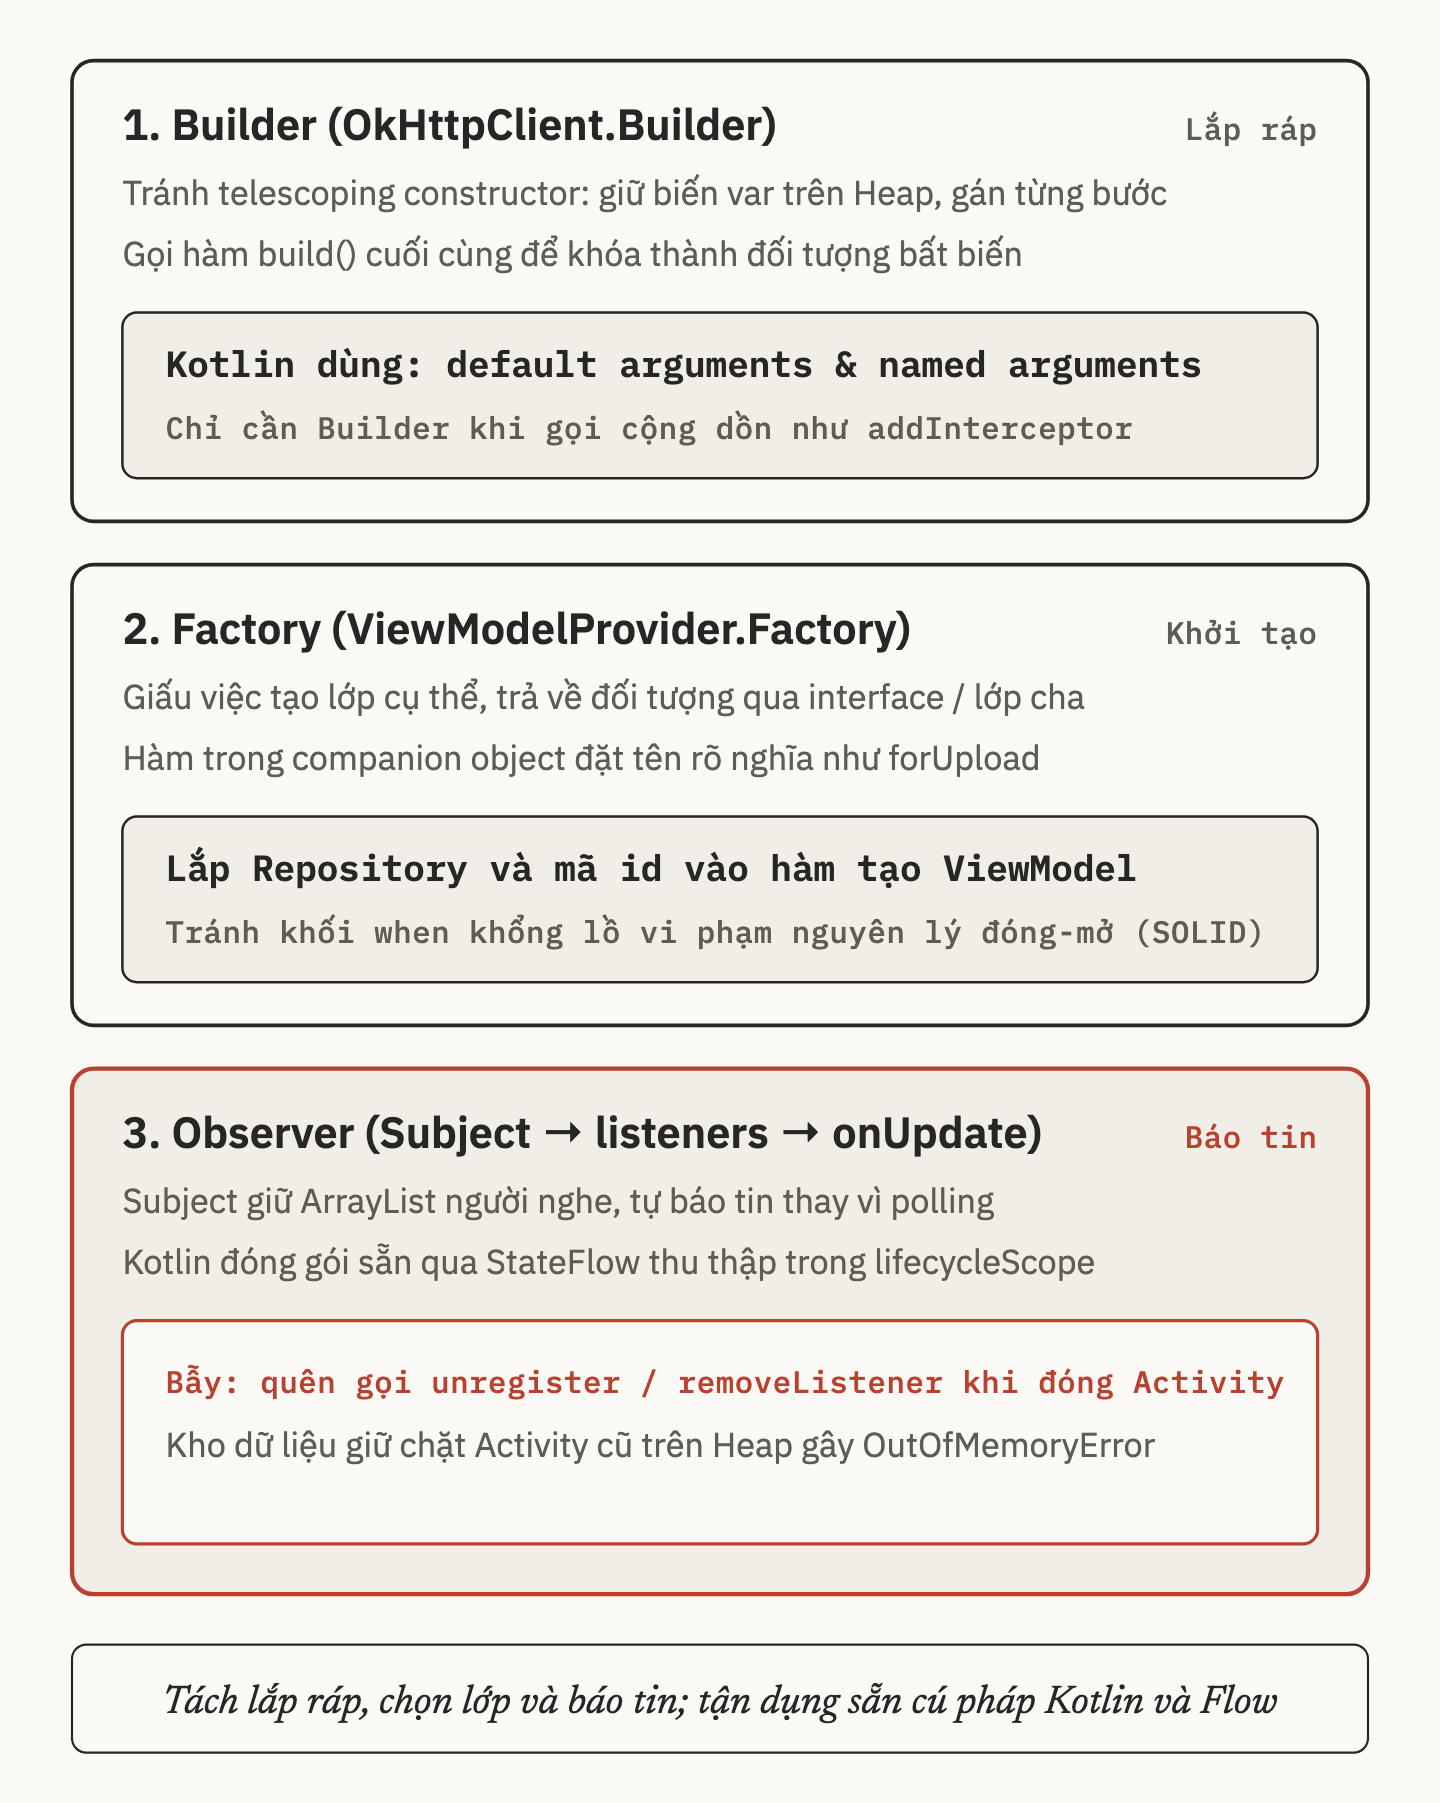 1. Builder (OkHttpClient.Builder)
Lắp ráp
Tránh telescoping constructor: giữ biến var trên Heap, gán từng bước
Gọi hàm build() cuối cùng để khóa thành đối tượng bất biến
Kotlin dùng: default arguments & named arguments
Chỉ cần Builder khi gọi cộng dồn như addInterceptor
2. Factory (ViewModelProvider.Factory)
Khởi tạo
Giấu việc tạo lớp cụ thể, trả về đối tượng qua interface / lớp cha
Hàm trong companion object đặt tên rõ nghĩa như forUpload
Lắp Repository và mã id vào hàm tạo ViewModel
Tránh khối when khổng lồ vi phạm nguyên lý đóng-mở (SOLID)
3. Observer (Subject → listeners → onUpdate)
Báo tin
Subject giữ ArrayList người nghe, tự báo tin thay vì polling
Kotlin đóng gói sẵn qua StateFlow thu thập trong lifecycleScope
Bẫy: quên gọi unregister / removeListener khi đóng Activity
Kho dữ liệu giữ chặt Activity cũ trên Heap gây OutOfMemoryError
Tách lắp ráp, chọn lớp và báo tin; tận dụng sẵn cú pháp Kotlin và Flow